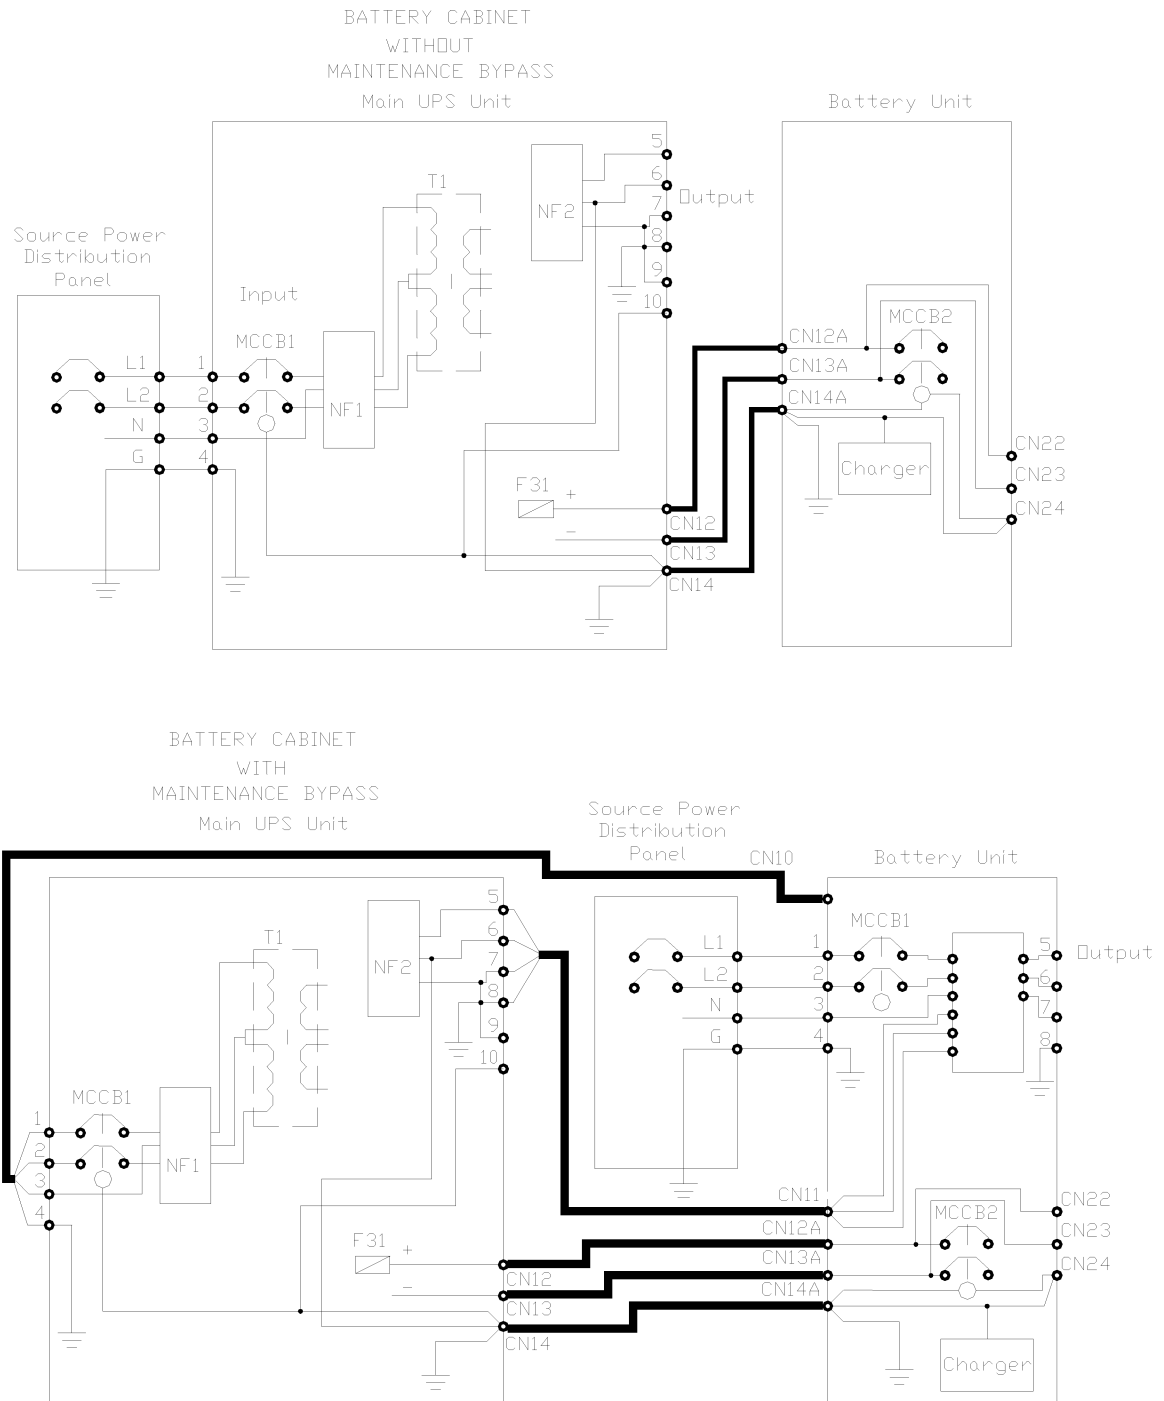 BATTERY CABINET
WITHOUT
MAINTENANCE BYPASS
Main UPS Unit
Battery Unit
5
T1
6
Output
7
NF2
Source Power
8
Distribution
9
Panel
Input
10
MCCB2
CN12A
MCCB1
L1
1
CN13A
L2
2
CN14A
NF1
N
3
CN22
G
4
Charger
CN23
F31
+
CN24
CN12
−
CN13
CN14
BATTERY CABINET
WITH
MAINTENANCE BYPASS
Main UPS Unit
Source Power
Distribution
Panel
CN10
Battery Unit
5
MCCB1
6
T1
L1
1
5
Output
7
NF2
L2
2
6
8
N
3
7
9
G
4
8
10
MCCB1
1
2
NF1
3
CN11
CN22
4
CN12A
MCCB2
CN23
F31
+
CN13A
CN24
CN12
−
CN14A
CN13
CN14
Charger